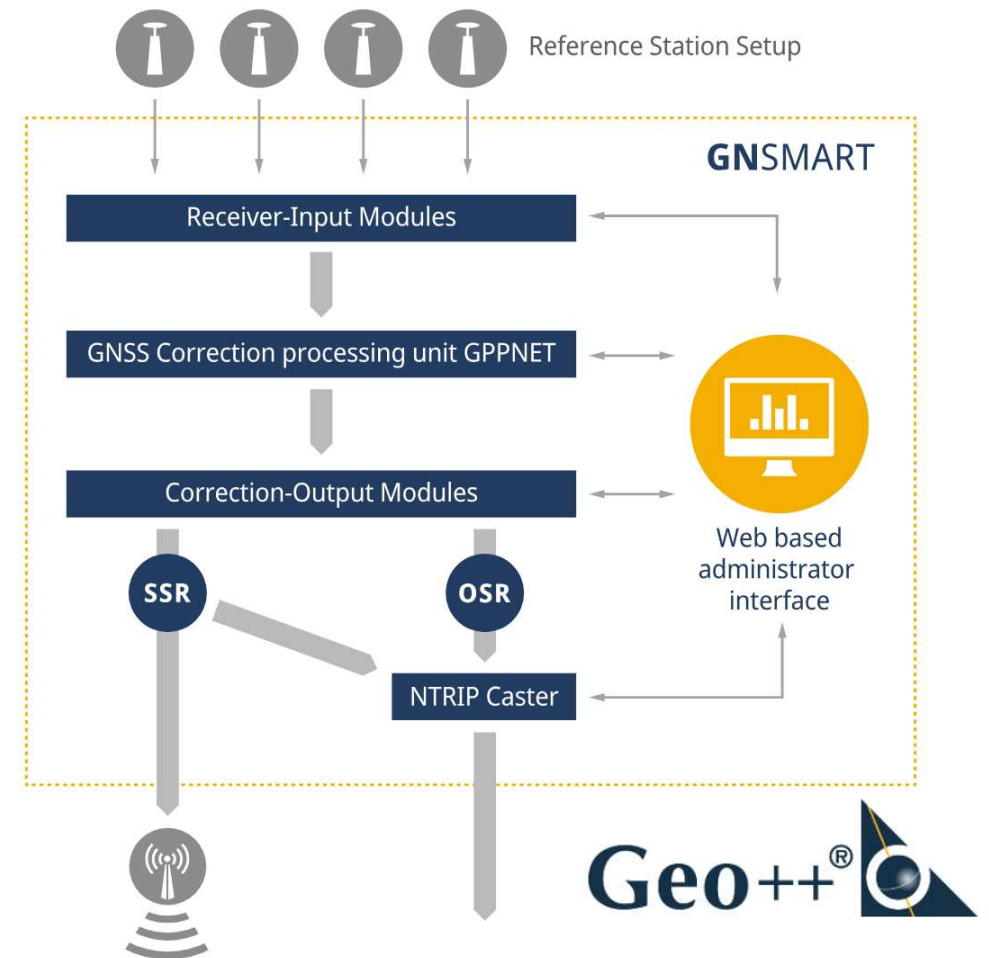 Reference Station Setup
GNSMART
Receiver-Input Modules
GNSS Correction processing unit GPPNET
Correction-Output Modules
Web based
administrator
interface
SSR
OSR
NTRIP Caster
Geo++®